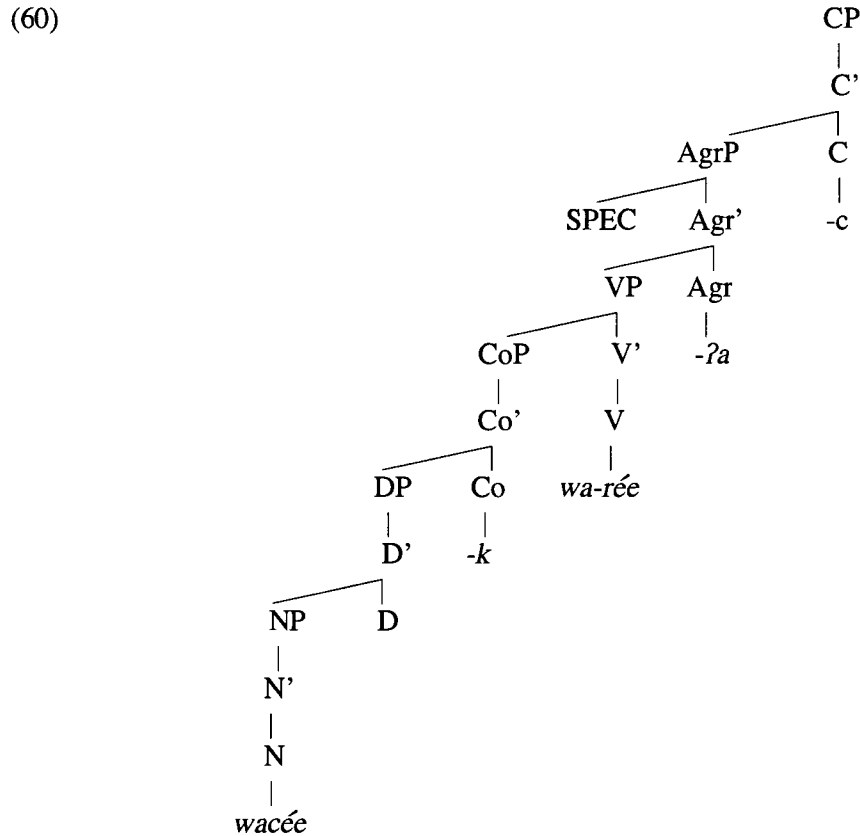 (60) CP
C'
AgrP C
SPEC Agr' -c
VP Agr
CoP V' -ʔa
Co' V
DP Co wa-rée
D' -k
NP D
N'
N
wacée